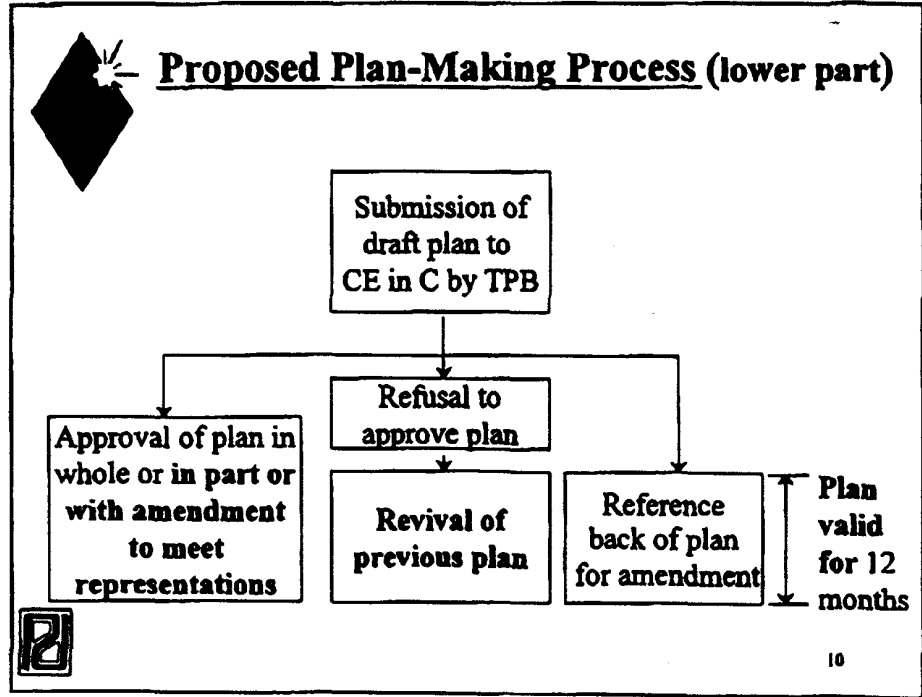 Proposed Plan-Making Process (lower part)
Submission of
draft plan to
CE in C by TPB
Refusal to
approve plan
Approval of plan in
whole or in part or
with amendment
to meet
representations
Revival of
previous plan
Reference
back of plan
for amendment
Plan
valid
for 12
months
10